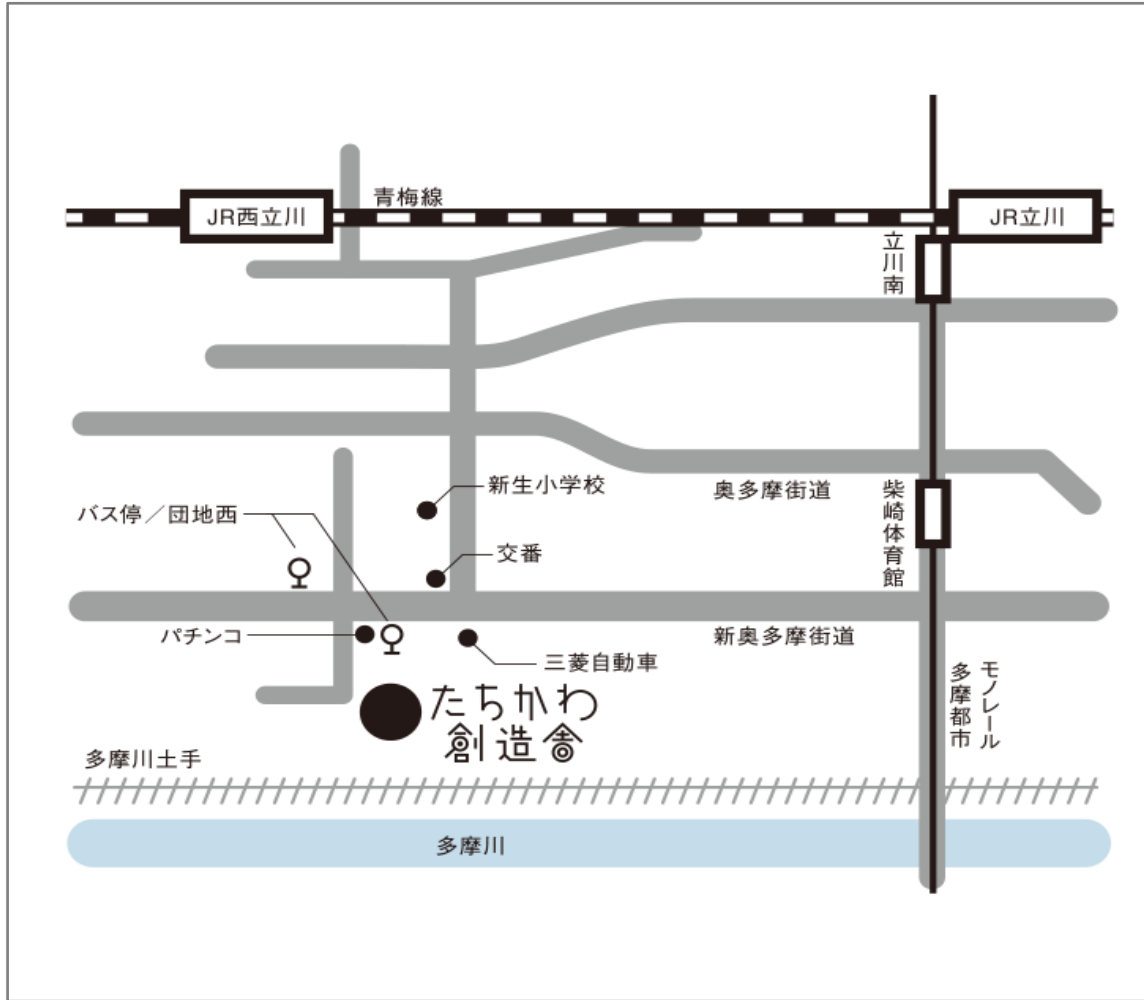 青梅線
JR西立川
JR立川
立川南
新生小学校
奥多摩街道
柴崎体育館
バス停／団地西
交番
パチンコ
新奥多摩街道
三菱自動車
たちかわ
創造舎
モノレール
多摩都市
多摩川土手
多摩川